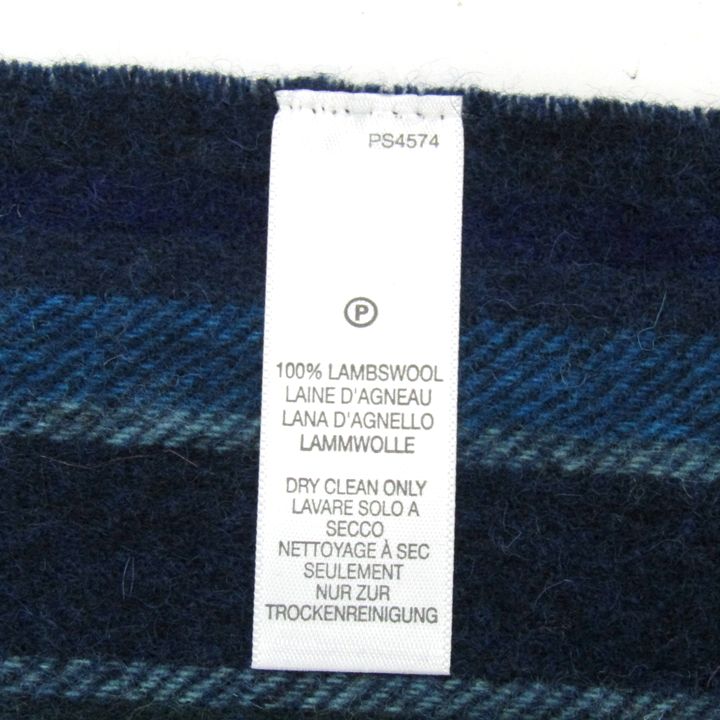 PS4574
P
100% LAMBSWOOL
LAINE D'AGNEAU
LANA D'AGNELLO
LAMMWOLLE
DRY CLEAN ONLY
LAVARE SOLO A
SECCO
NETTOYAGE À SEC
SEULEMENT
NUR ZUR
TROCKENREINIGUNG